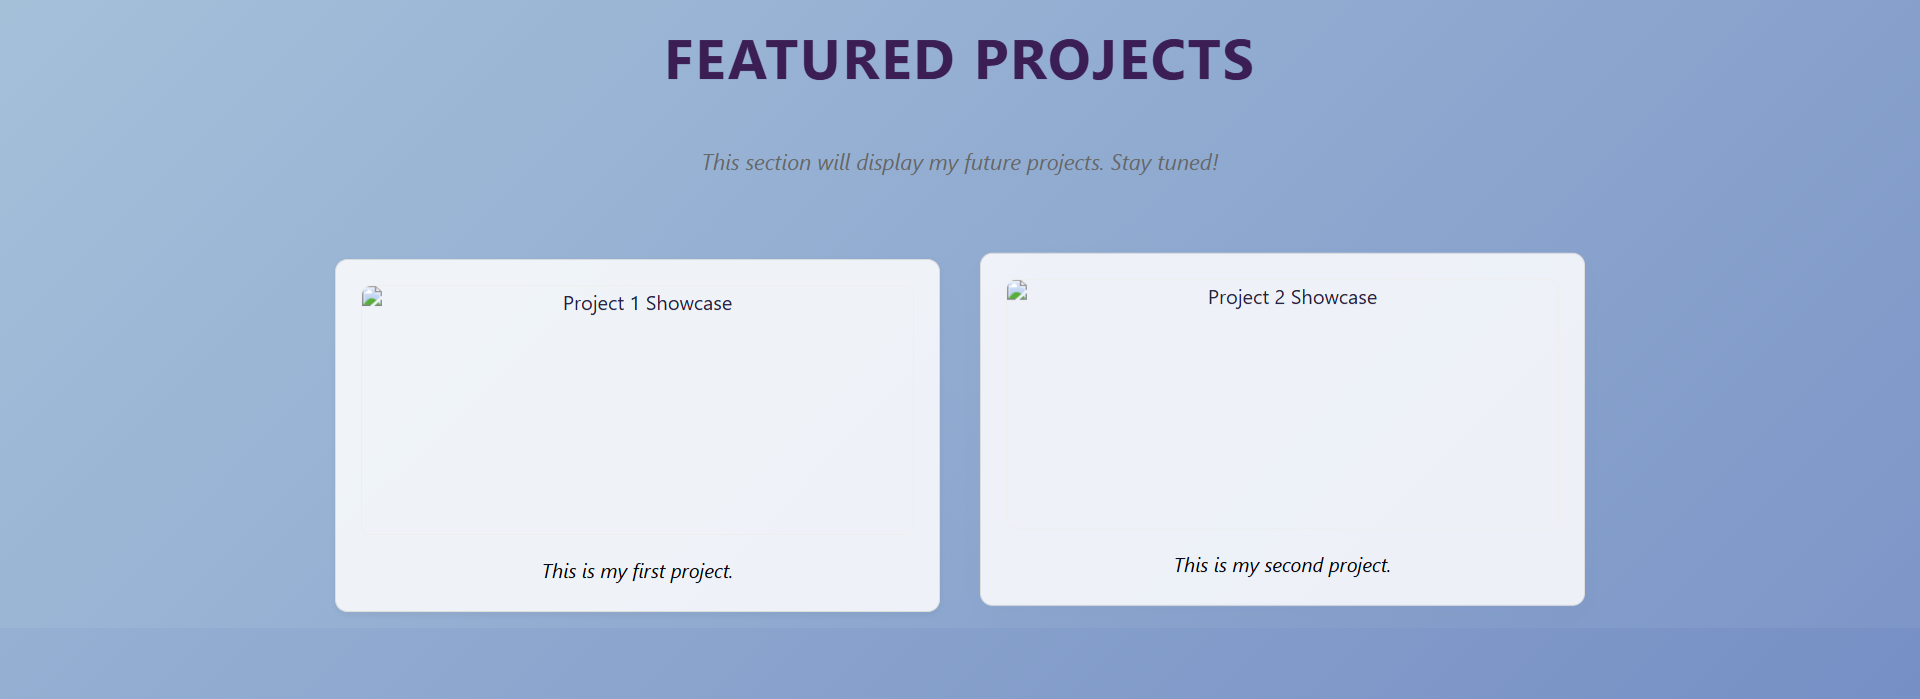 FEATURED PROJECTS
This section will display my future projects. Stay tuned!
Project 1 Showcase
This is my first project.
Project 2 Showcase
This is my second project.